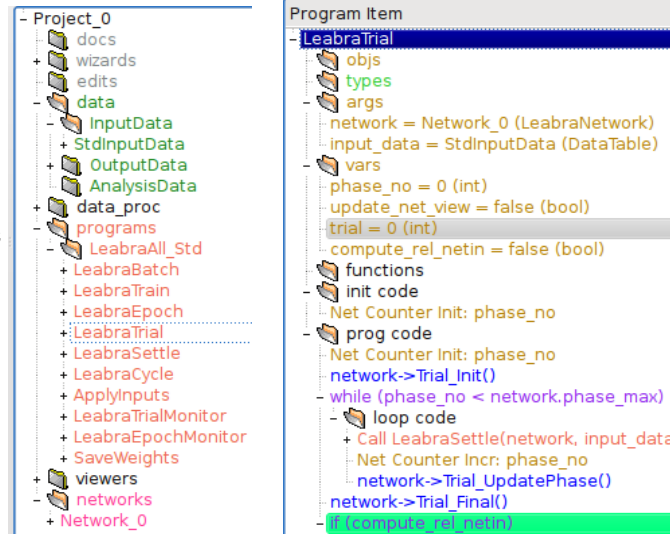 Project_0
docs
wizards
edits
data
InputData
StdInputData
OutputData
AnalysisData
data_proc
programs
LeabraAll_Std
LeabraBatch
LeabraTrain
LeabraEpoch
LeabraTrial
LeabraSettle
LeabraCycle
ApplyInputs
LeabraTrialMonitor
LeabraEpochMonitor
SaveWeights
viewers
networks
Network_0
Program Item
LeabraTrial
objs
types
args
network = Network_0 (LeabraNetwork)
input_data = StdInputData (DataTable)
vars
phase_no = 0 (int)
update_net_view = false (bool)
trial = 0 (int)
compute_rel_netin = false (bool)
functions
init code
Net Counter Init: phase_no
prog code
Net Counter Init: phase_no
network->Trial_Init()
while (phase_no < network.phase_max)
loop code
Call LeabraSettle(network, input_data
Net Counter Incr: phase_no
network->Trial_UpdatePhase()
network->Trial_Final()
if (compute_rel_netin)